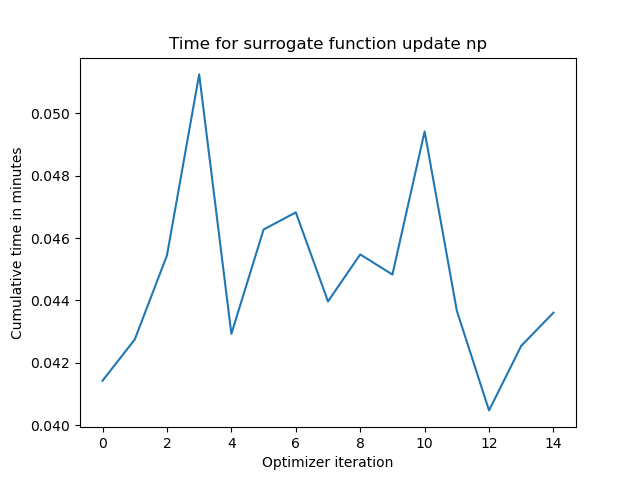 Time for surrogate function update np
Cumulative time in minutes
0.050
0.048
0.046
0.044
0.042
0.040
0 2 4 6 8 10 12 14
Optimizer iteration